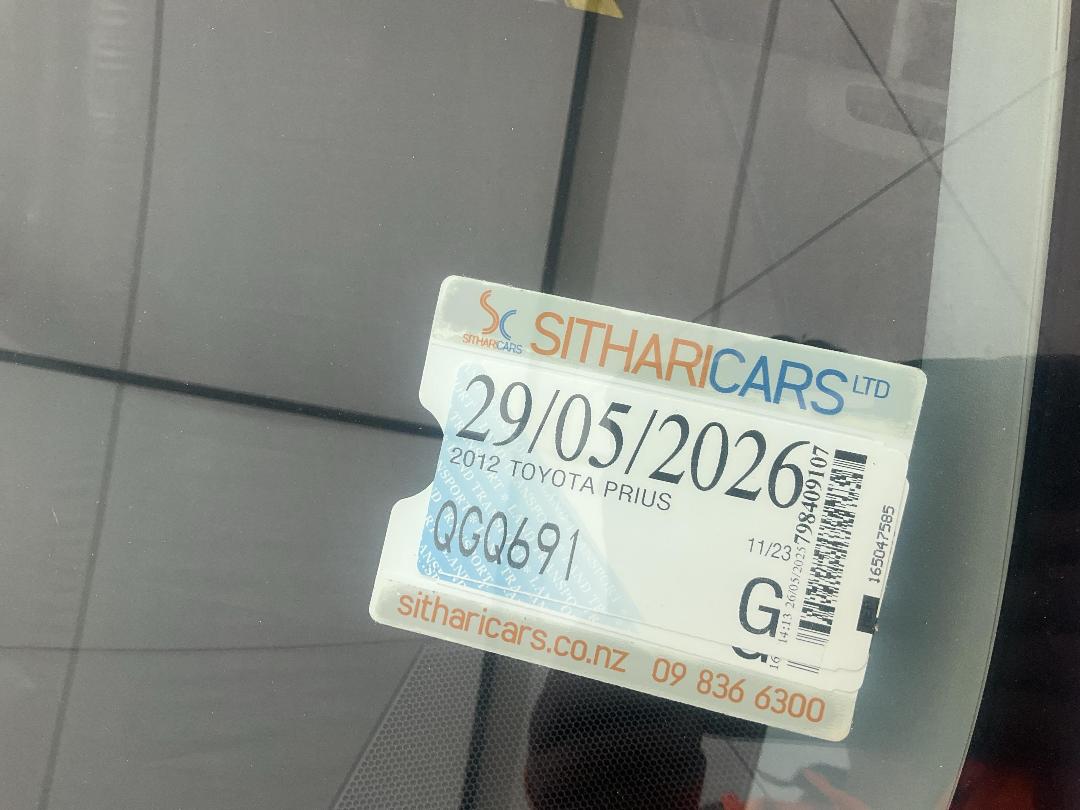 SC
SITHARICARS
SITHARICARS LTD
29/05/2026
2012 TOYOTA PRIUS
QGQ691
11/23
G
14:13 26/05/2025
798409107
165047585
sitharicars.co.nz 09 836 6300